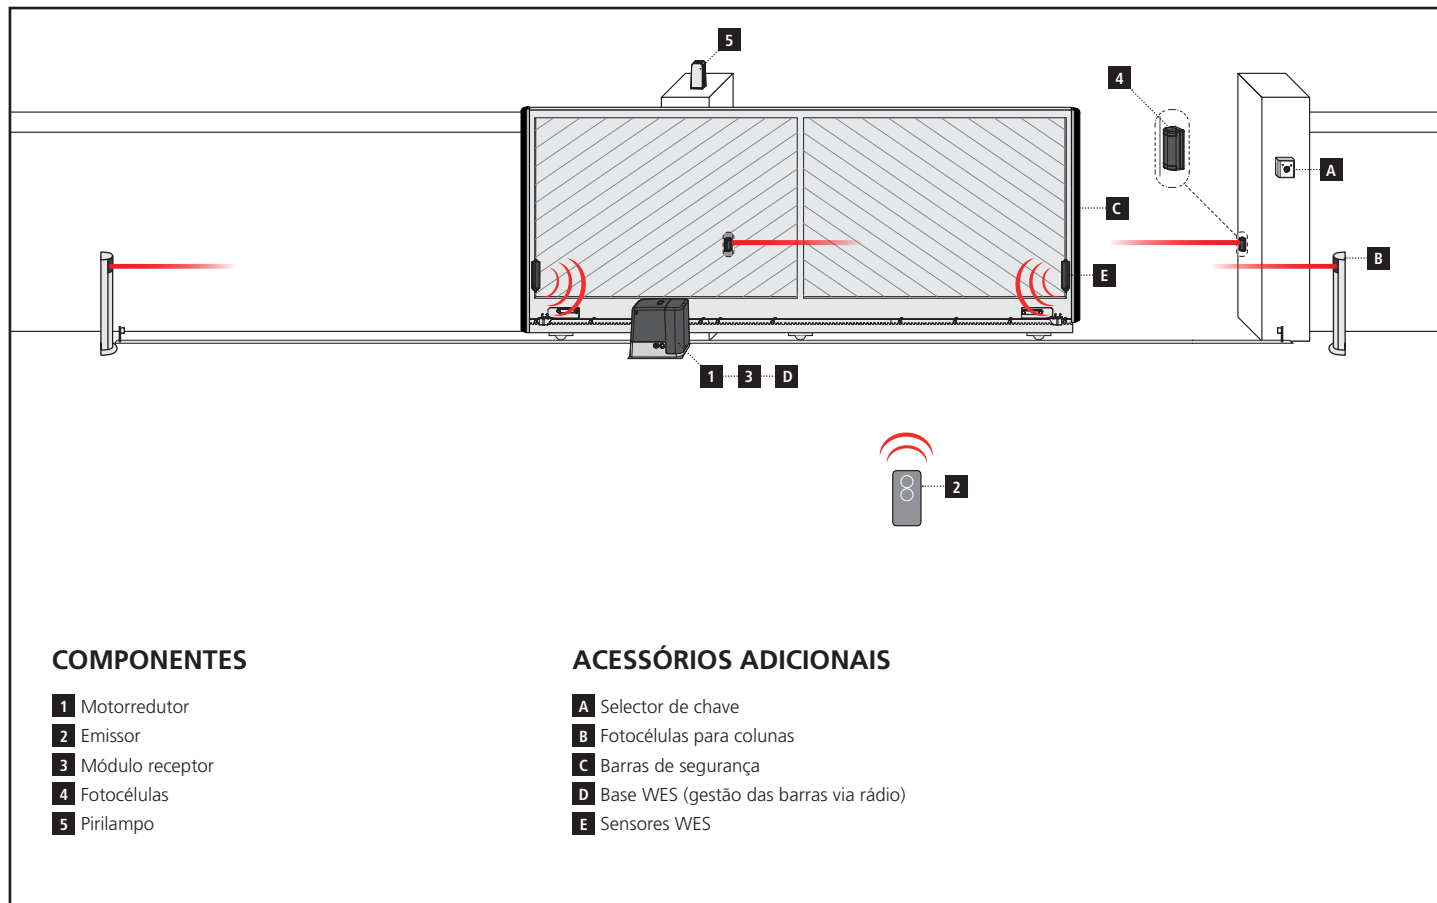 5
4
A
C
B
E
1 3 D
2
COMPONENTES
1 Motorredutor
2 Emissor
3 Módulo receptor
4 Fotocélulas
5 Pirilampo
ACESSÓRIOS ADICIONAIS
A Selector de chave
B Fotocélulas para colunas
C Barras de segurança
D Base WES (gestão das barras via rádio)
E Sensores WES